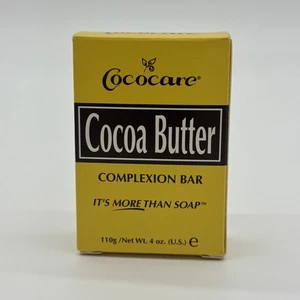 Cococare®
Cocoa Butter
COMPLEXION BAR
IT'S MORE THAN SOAP™
110g/Net Wt. 4 oz. (U.S.) ℮